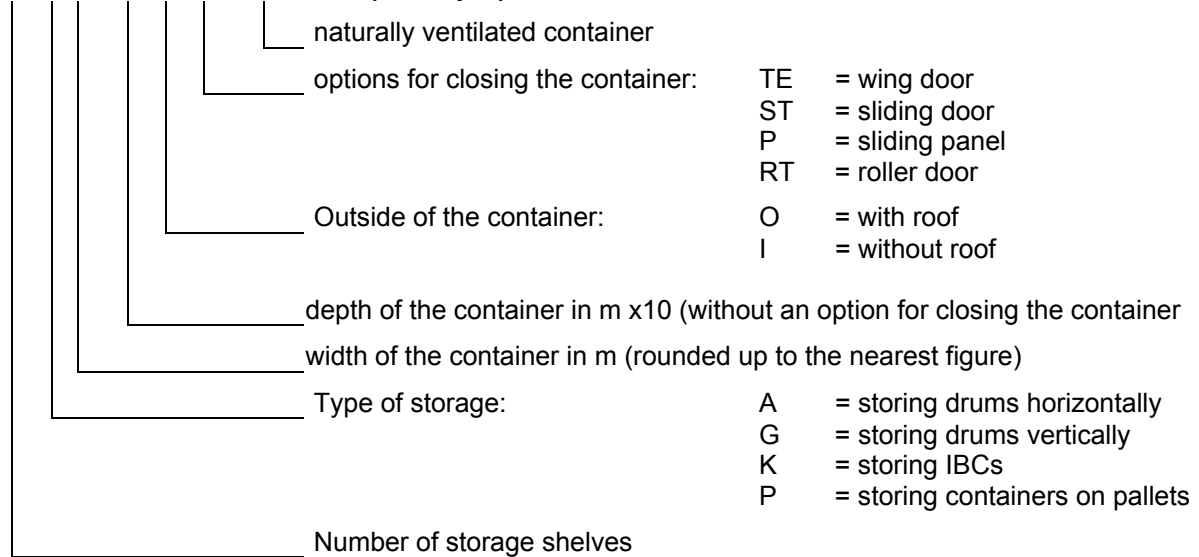 naturally ventilated container
options for closing the container: TE = wing door
ST = sliding door
P = sliding panel
RT = roller door
Outside of the container: O = with roof
I = without roof
depth of the container in m x10 (without an option for closing the container
width of the container in m (rounded up to the nearest figure)
Type of storage: A = storing drums horizontally
G = storing drums vertically
K = storing IBCs
P = storing containers on pallets
Number of storage shelves